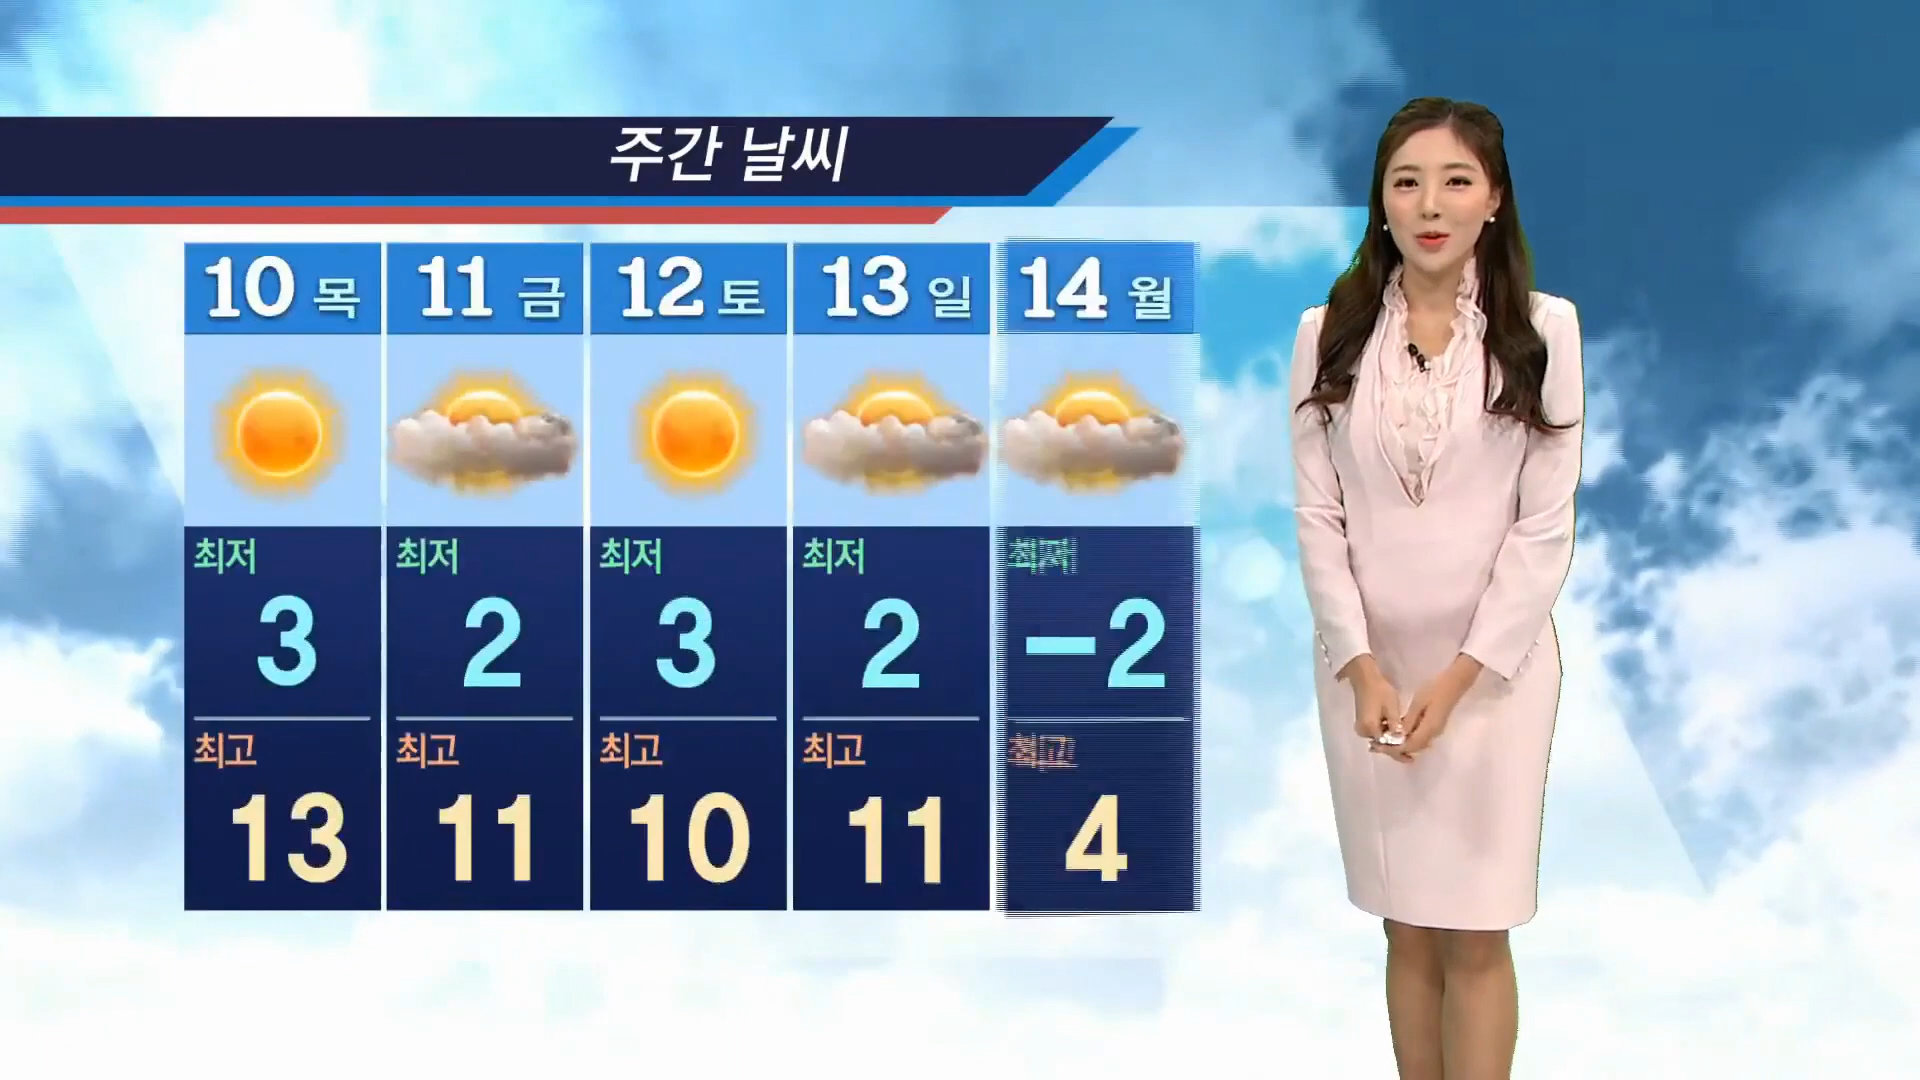 주간 날씨
10 목 11 금 12 토 13 일 14 월
최저 최저 최저 최저 최저
3 2 3 2 -2
최고 최고 최고 최고 최고
13 11 10 11 4